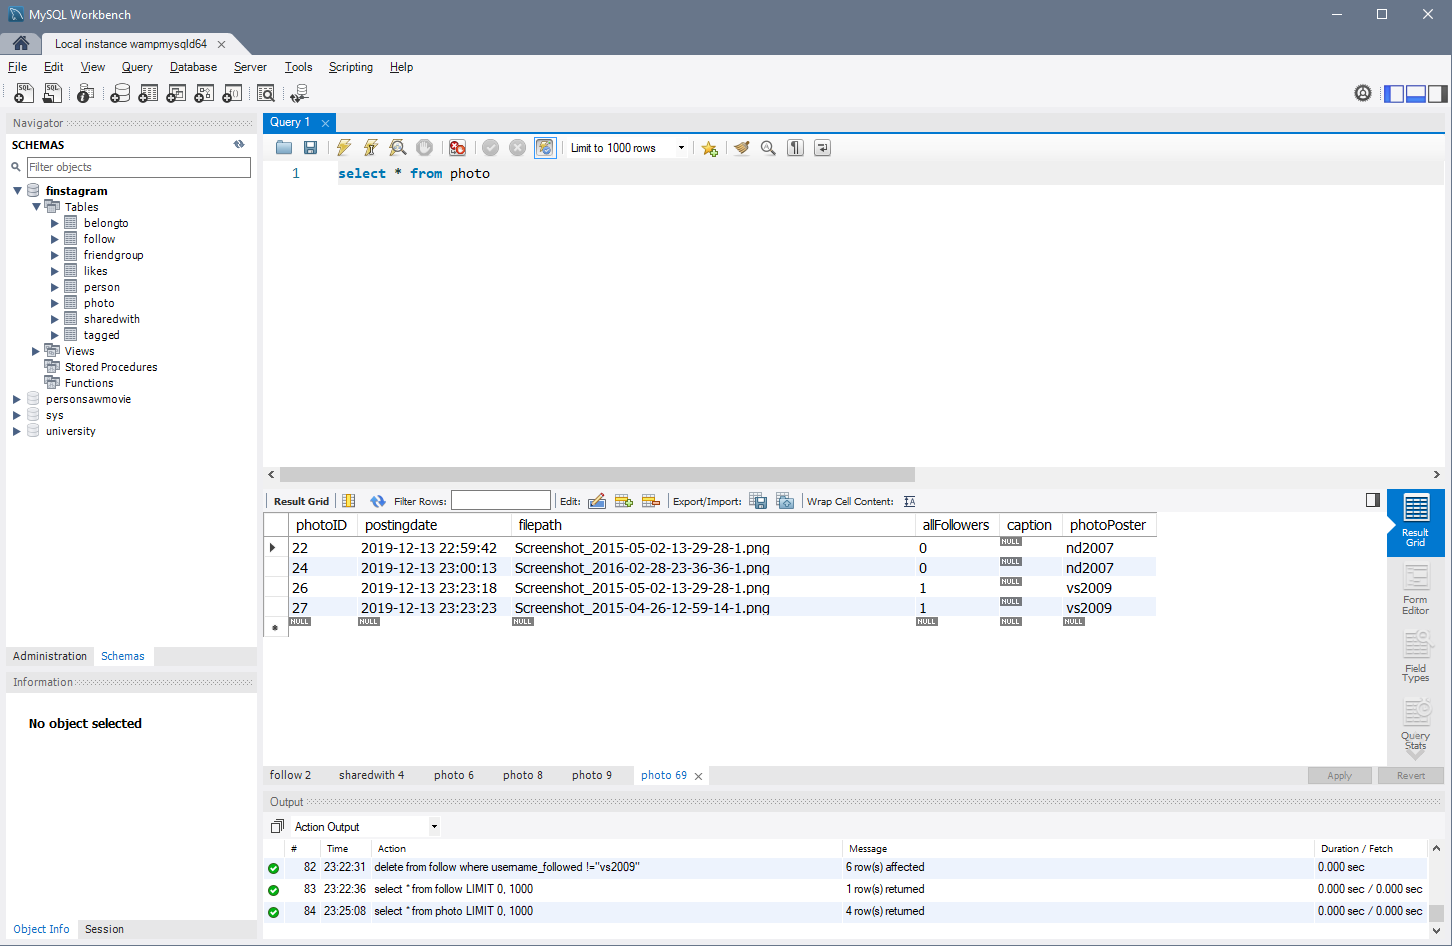 MySQL Workbench
Local instance wampmysqld64
File Edit View Query Database Server Tools Scripting Help
Navigator
SCHEMAS
Filter objects
finstagram
Tables
belongto
follow
friendgroup
likes
person
photo
sharedwith
tagged
Views
Stored Procedures
Functions
personsawmovie
sys
university
Administration Schemas
Information
No object selected
Object Info Session
Query 1
Limit to 1000 rows
1 select * from photo
Result Grid Filter Rows: Edit: Export/Import: Wrap Cell Content:
photoID postingdate filepath allFollowers caption photoPoster
22 2019-12-13 22:59:42 Screenshot_2015-05-02-13-29-28-1.png 0 NULL nd2007
24 2019-12-13 23:00:13 Screenshot_2016-02-28-23-36-36-1.png 0 NULL nd2007
26 2019-12-13 23:23:18 Screenshot_2015-05-02-13-29-28-1.png 1 NULL vs2009
27 2019-12-13 23:23:23 Screenshot_2015-04-26-12-59-14-1.png 1 NULL vs2009
* NULL NULL NULL NULL NULL NULL
Result
Grid
Form
Editor
Field
Types
Query
Stats
follow 2 sharedwith 4 photo 6 photo 8 photo 9 photo 69
Apply Revert
Output
Action Output
# Time Action Message Duration / Fetch
82 23:22:31 delete from follow where username_followed !="vs2009" 6 row(s) affected 0.000 sec
83 23:22:36 select * from follow LIMIT 0, 1000 1 row(s) returned 0.000 sec / 0.000 sec
84 23:25:08 select * from photo LIMIT 0, 1000 4 row(s) returned 0.000 sec / 0.000 sec